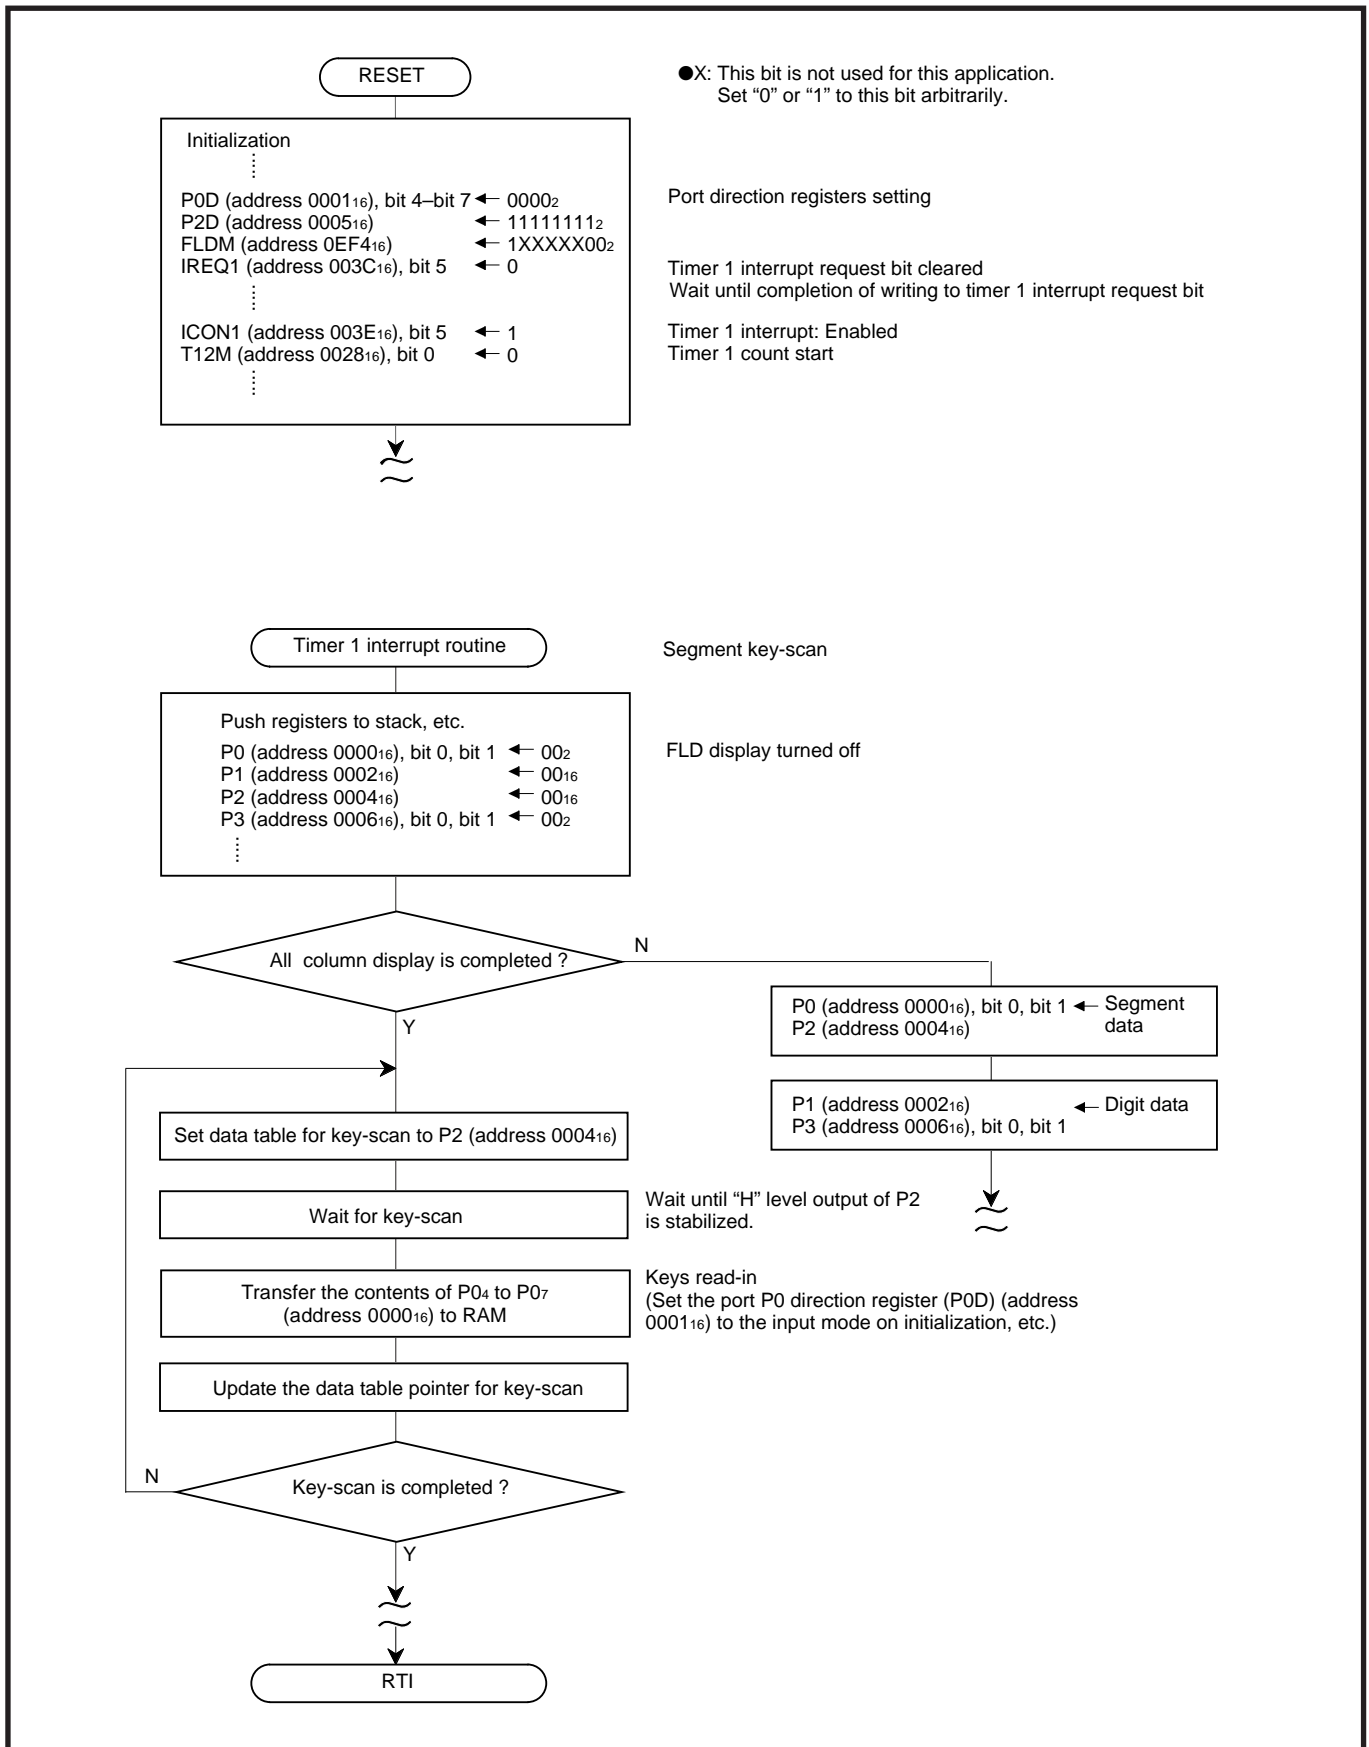 RESET
●X: This bit is not used for this application.
Set “0” or “1” to this bit arbitrarily.
Initialization
P0D (address 0001₁₆), bit 4–bit 7 ← 0000₂
Port direction registers setting
P2D (address 0005₁₆) ← 11111111₂
FLDM (address 0EF4₁₆) ← 1XXXXX00₂
IREQ1 (address 003C₁₆), bit 5 ← 0
Timer 1 interrupt request bit cleared
Wait until completion of writing to timer 1 interrupt request bit
ICON1 (address 003E₁₆), bit 5 ← 1
Timer 1 interrupt: Enabled
T12M (address 0028₁₆), bit 0 ← 0
Timer 1 count start
Timer 1 interrupt routine
Segment key-scan
Push registers to stack, etc.
P0 (address 0000₁₆), bit 0, bit 1 ← 00₂
FLD display turned off
P1 (address 0002₁₆) ← 00₁₆
P2 (address 0004₁₆) ← 00₁₆
P3 (address 0006₁₆), bit 0, bit 1 ← 00₂
All column display is completed ?
N
Y
P0 (address 0000₁₆), bit 0, bit 1 ← Segment
P2 (address 0004₁₆) data
P1 (address 0002₁₆) ← Digit data
P3 (address 0006₁₆), bit 0, bit 1
Set data table for key-scan to P2 (address 0004₁₆)
Wait for key-scan
Wait until “H” level output of P2
is stabilized.
Transfer the contents of P0₄ to P0₇
(address 0000₁₆) to RAM
Keys read-in
(Set the port P0 direction register (P0D) (address
0001₁₆) to the input mode on initialization, etc.)
Update the data table pointer for key-scan
N
Key-scan is completed ?
Y
RTI